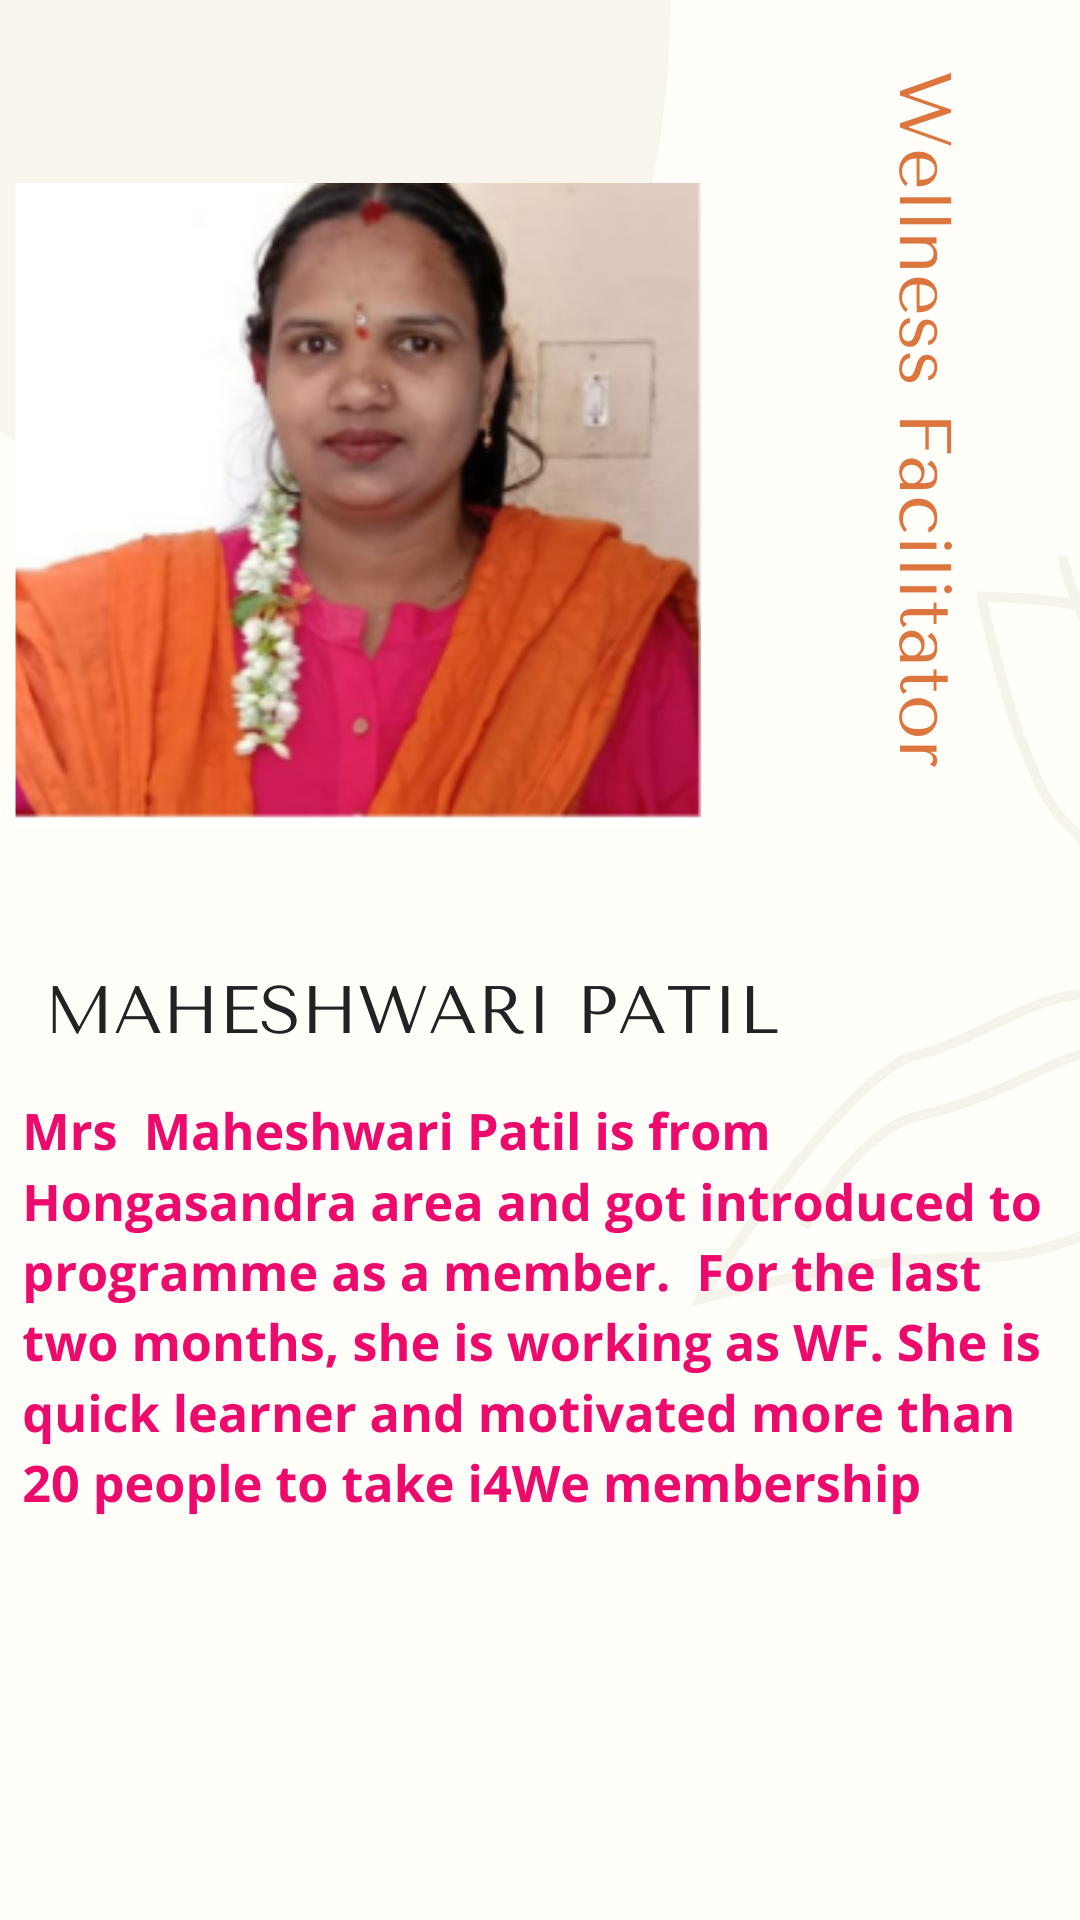 Wellness Facilitator
MAHESHWARI PATIL
Mrs  Maheshwari Patil is from
Hongasandra area and got introduced to
programme as a member.  For the last
two months, she is working as WF. She is
quick learner and motivated more than
20 people to take i4We membership